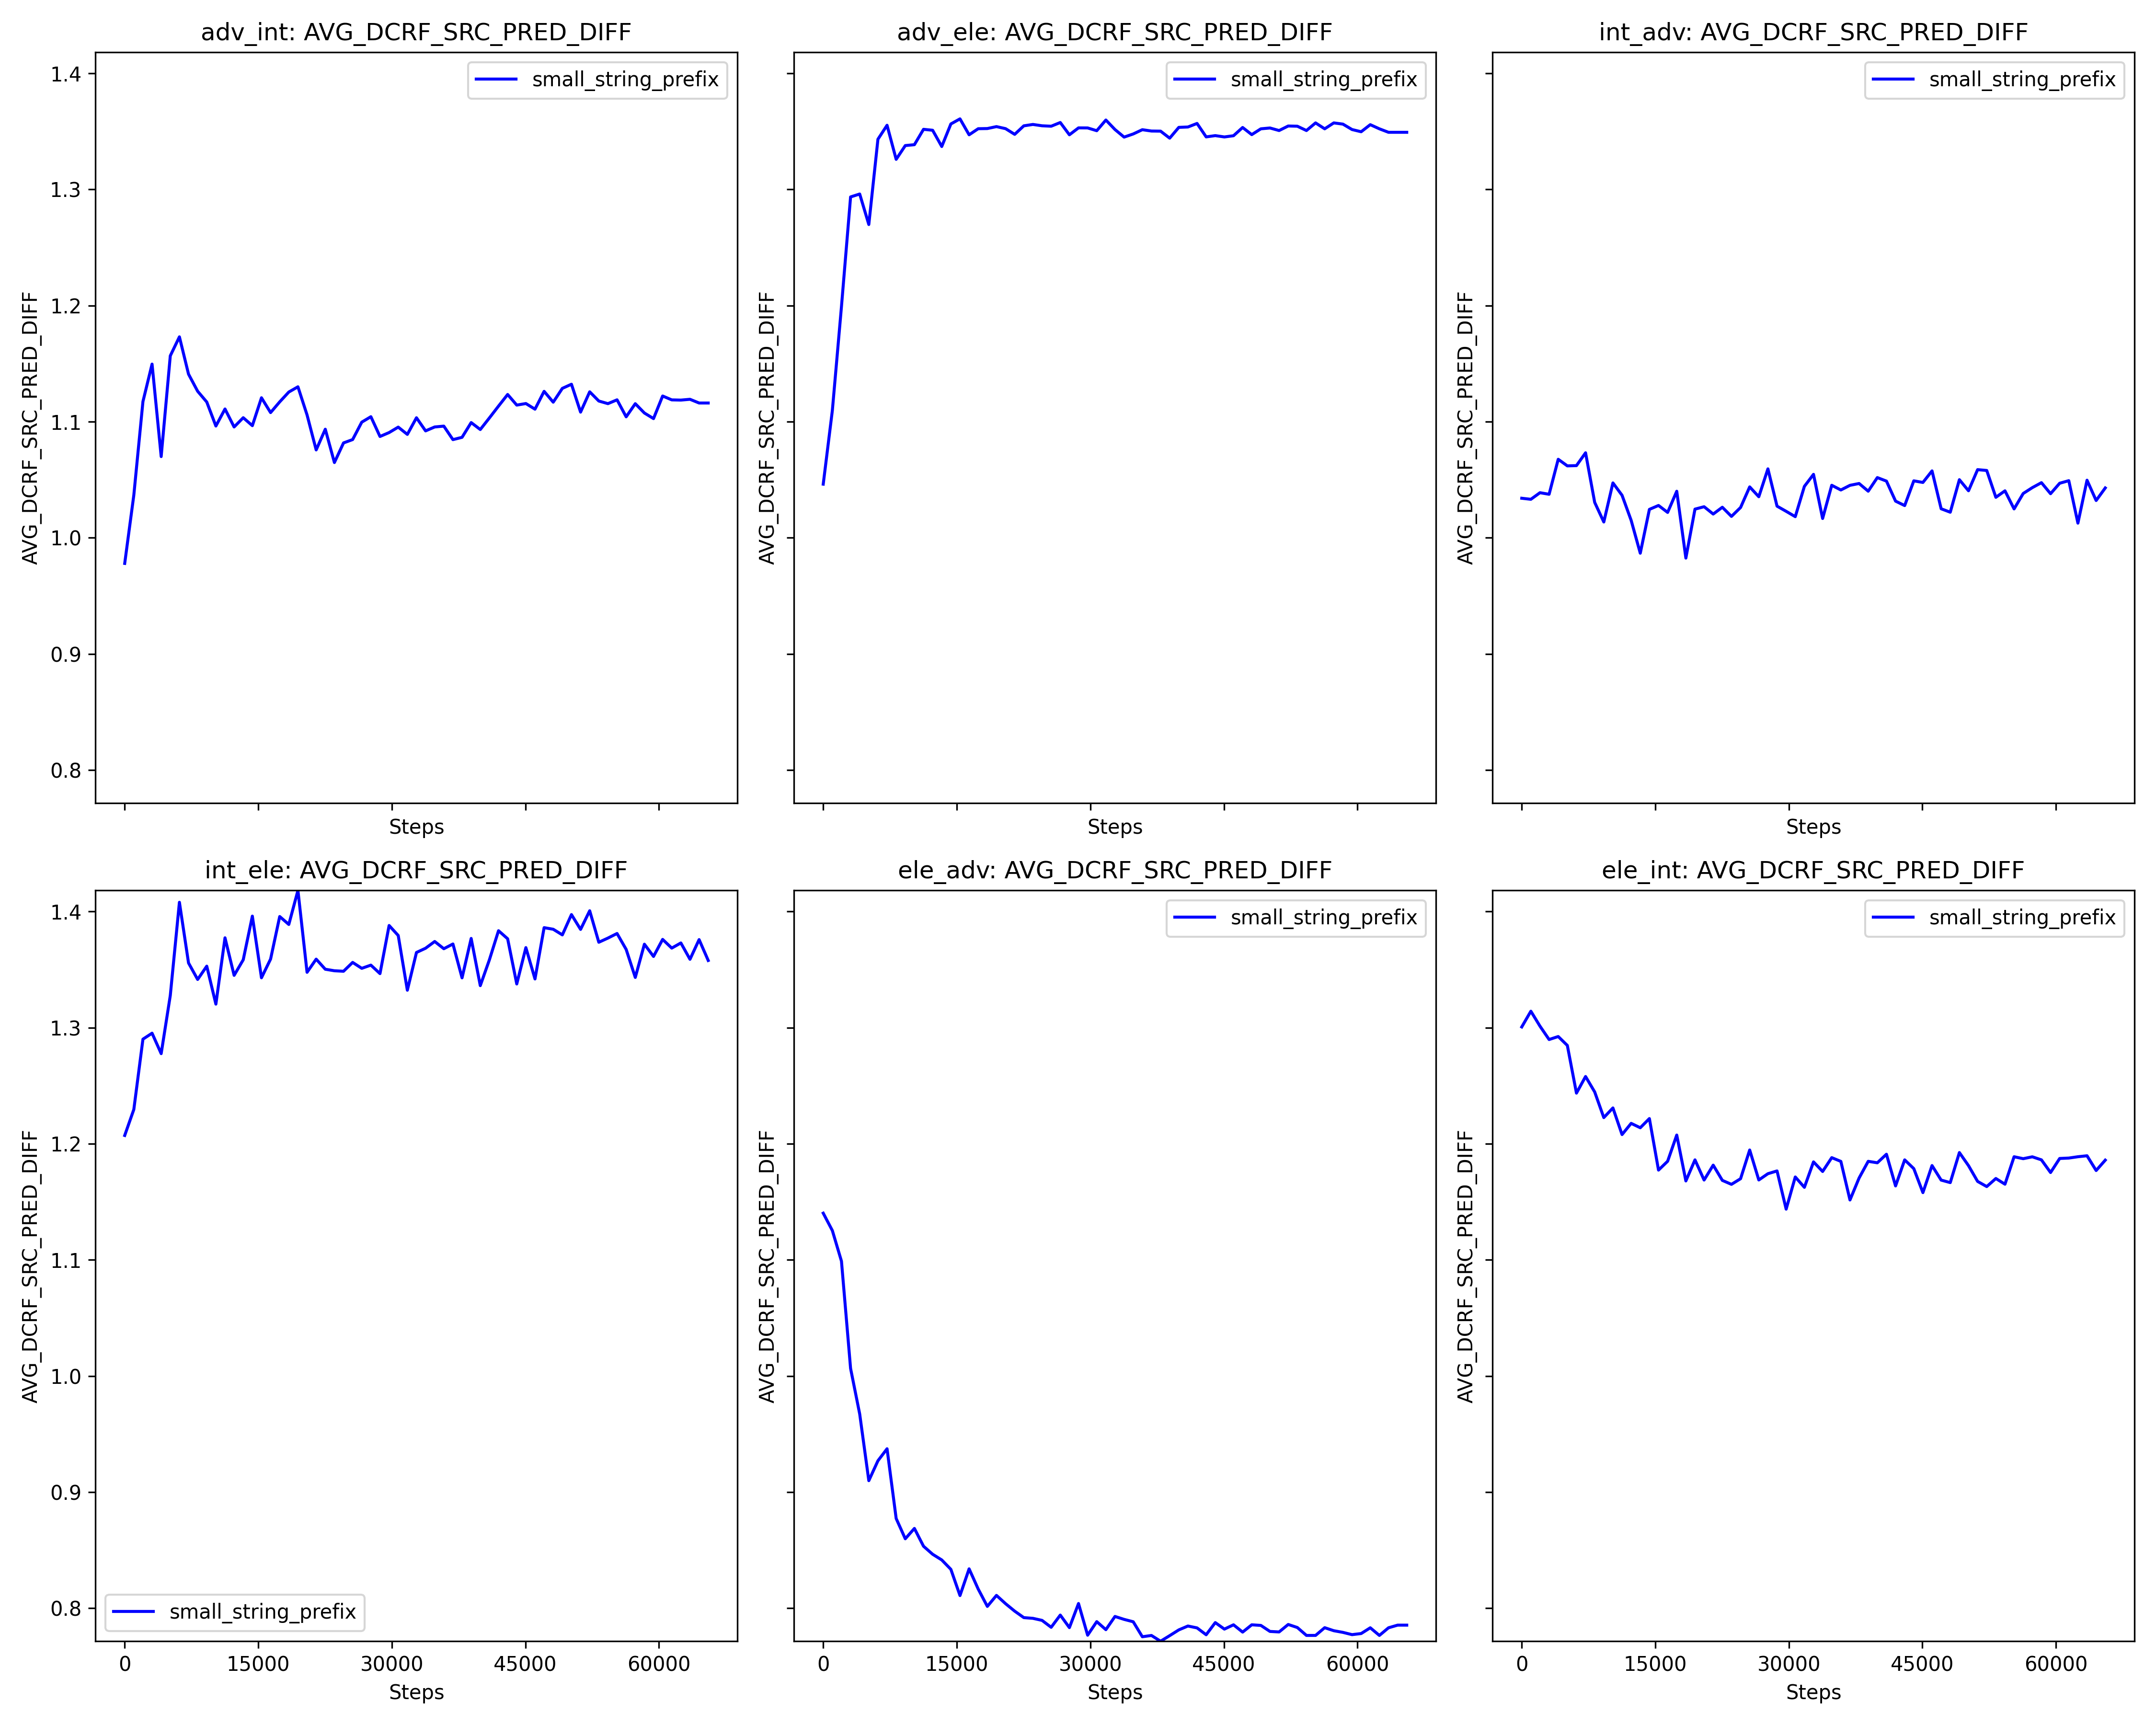 adv_int: AVG_DCRF_SRC_PRED_DIFF
adv_ele: AVG_DCRF_SRC_PRED_DIFF
int_adv: AVG_DCRF_SRC_PRED_DIFF
small_string_prefix
small_string_prefix
small_string_prefix
AVG_DCRF_SRC_PRED_DIFF
1.4
1.3
1.2
1.1
1.0
0.9
0.8
AVG_DCRF_SRC_PRED_DIFF
AVG_DCRF_SRC_PRED_DIFF
Steps
Steps
Steps
int_ele: AVG_DCRF_SRC_PRED_DIFF
ele_adv: AVG_DCRF_SRC_PRED_DIFF
ele_int: AVG_DCRF_SRC_PRED_DIFF
small_string_prefix
small_string_prefix
AVG_DCRF_SRC_PRED_DIFF
1.4
1.3
1.2
1.1
1.0
0.9
0.8
AVG_DCRF_SRC_PRED_DIFF
AVG_DCRF_SRC_PRED_DIFF
small_string_prefix
0 15000 30000 45000 60000
0 15000 30000 45000 60000
0 15000 30000 45000 60000
Steps
Steps
Steps